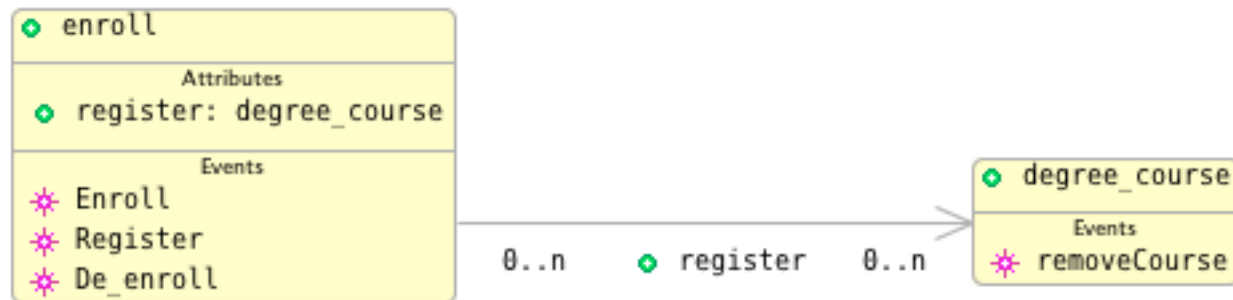 enroll
Attributes
register: degree_course
Events
Enroll
Register
De_enroll
0..n register 0..n
degree_course
Events
removeCourse